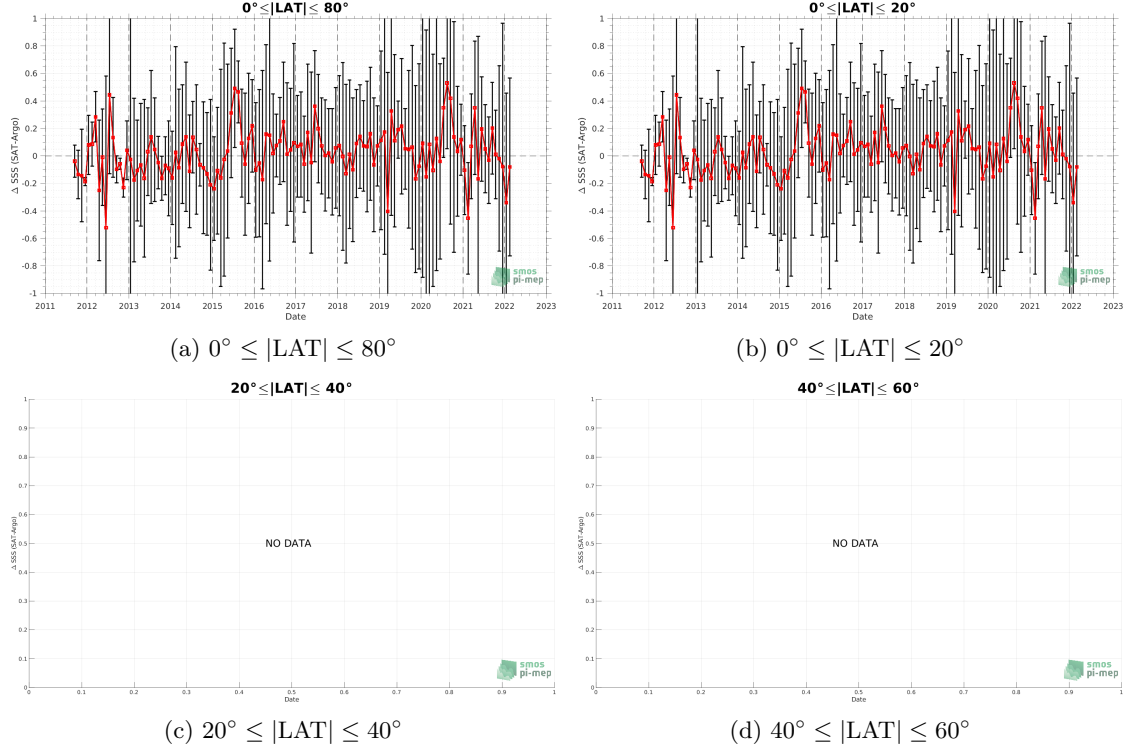 0°≤|LAT|≤ 80°
1
0.8
0.6
0.4
0.2
0
-0.2
-0.4
-0.6
-0.8
-1
Δ SSS (SAT-Argo)
2011 2012 2013 2014 2015 2016 2017 2018 2019 2020 2021 2022 2023
Date
smos
pi-mep
(a) 0° ≤ |LAT| ≤ 80°
0°≤|LAT|≤ 20°
1
0.8
0.6
0.4
0.2
0
-0.2
-0.4
-0.6
-0.8
-1
Δ SSS (SAT-Argo)
2011 2012 2013 2014 2015 2016 2017 2018 2019 2020 2021 2022 2023
Date
smos
pi-mep
(b) 0° ≤ |LAT| ≤ 20°
20°≤|LAT|≤ 40°
1
0.9
0.8
0.7
0.6
0.5
0.4
0.3
0.2
0.1
0
Δ SSS (SAT-Argo)
NO DATA
0 0.1 0.2 0.3 0.4 0.5 0.6 0.7 0.8 0.9 1
Date
smos
pi-mep
(c) 20° ≤ |LAT| ≤ 40°
40°≤|LAT|≤ 60°
1
0.9
0.8
0.7
0.6
0.5
0.4
0.3
0.2
0.1
0
Δ SSS (SAT-Argo)
NO DATA
0 0.1 0.2 0.3 0.4 0.5 0.6 0.7 0.8 0.9 1
Date
smos
pi-mep
(d) 40° ≤ |LAT| ≤ 60°